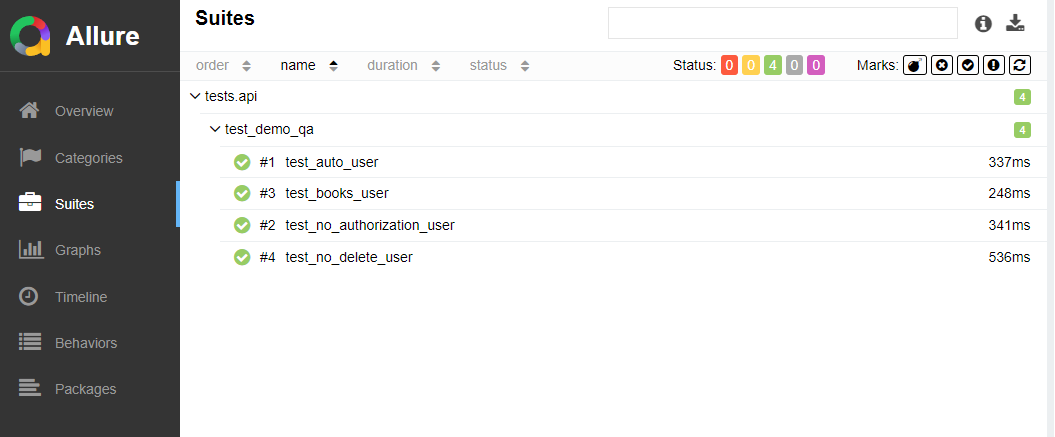 Allure
Overview
Categories
Suites
Graphs
Timeline
Behaviors
Packages
Suites
order name duration status Status: 0 0 4 0 0 Marks:
tests.api 4
test_demo_qa 4
#1 test_auto_user 337ms
#3 test_books_user 248ms
#2 test_no_authorization_user 341ms
#4 test_no_delete_user 536ms